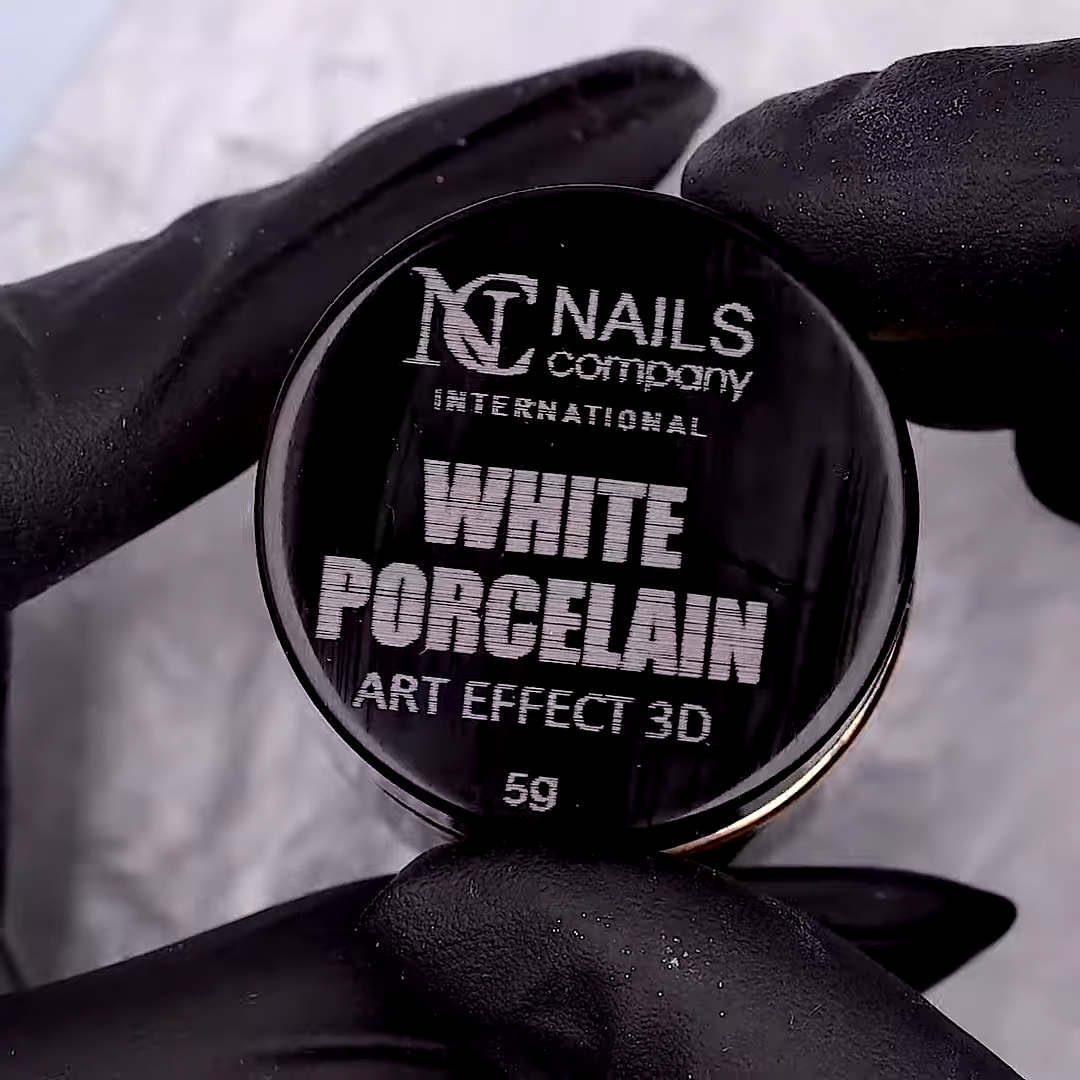 NC NAILS
company
INTERNATIONAL
WHITE
PORCELAIN
ART EFFECT 3D
5g